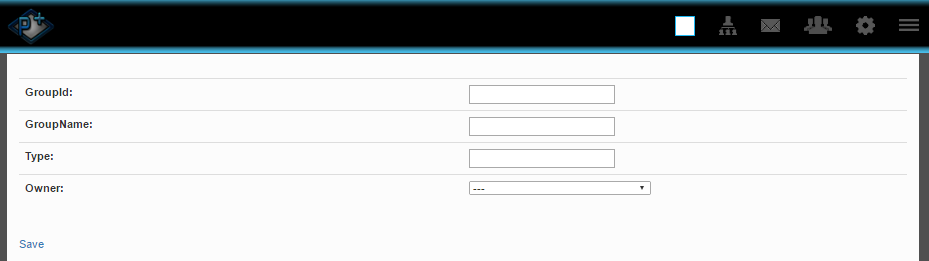 P+
GroupId:
GroupName:
Type:
Owner: ---
Save